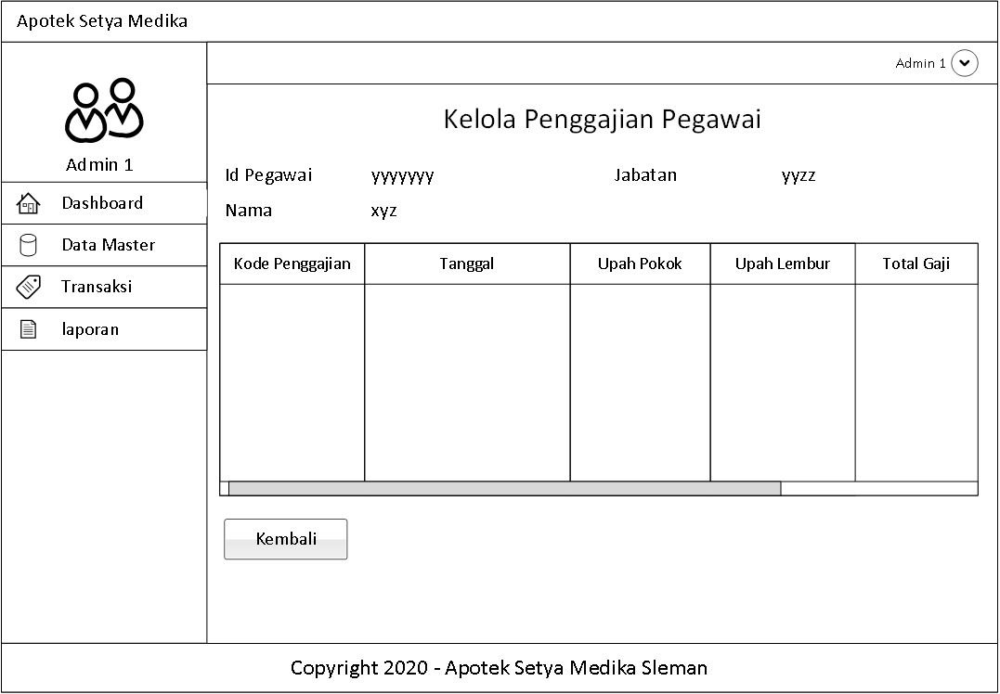 Apotek Setya Medika
Admin 1
Admin 1
Dashboard
Data Master
Transaksi
laporan
Kelola Penggajian Pegawai
Id Pegawai yyyyyyy Jabatan yyzz
Nama xyz
Kode Penggajian Tanggal Upah Pokok Upah Lembur Total Gaji
Kembali
Copyright 2020 - Apotek Setya Medika Sleman